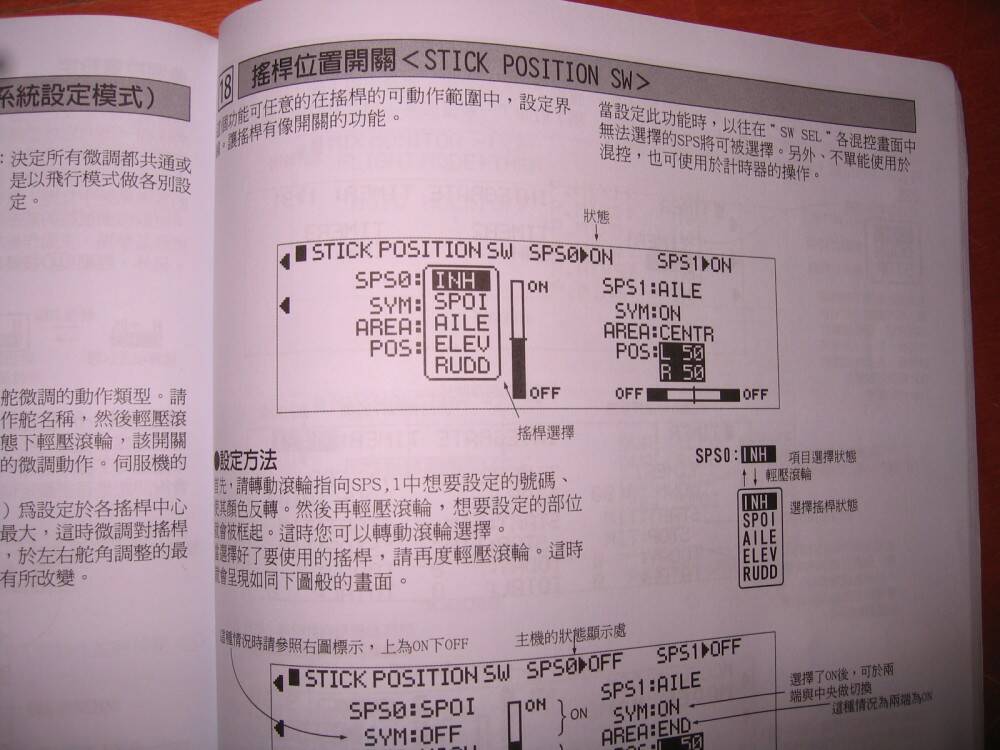 系統設定模式)
：決定所有微調都共通或
是以飛行模式做各別設
定。
舵微調的動作類型。請
作舵名稱，然後輕壓滾
態下輕壓滾輪，該開關
的微調動作。伺服機的
）爲設定於各搖桿中心
最大，這時微調對搖桿
，於左右舵角調整的最
有所改變。
18 搖桿位置開關＜STICK POSITION SW＞
功能可任意的在搖桿的可動作範圍中，設定界
。讓搖桿有像開關的功能。
當設定此功能時，以往在"SW SEL"各混控畫面中
無法選擇的SPS將可被選擇。另外、不單能使用於
混控，也可使用於計時器的操作。
狀態
STICK POSITION SW SPS0▶ON SPS1▶ON
SPS0: INH
SYM: SPOI
AREA: AILE
POS: ELEV
RUDD
ON
OFF
SPS1:AILE
SYM:ON
AREA:CENTR
POS:L 50
R 50
OFF OFF
搖桿選擇
●設定方法
首先，請轉動滾輪指向SPS,1中想要設定的號碼、
其顏色反轉。然後再輕壓滾輪，想要設定的部位
會被框起。這時您可以轉動滾輪選擇。
選擇好了要使用的搖桿，請再度輕壓滾輪。這時
會呈現如同下圖般的畫面。
SPS0:INH 項目選擇狀態
↑↓ 輕壓滾輪
INH 選擇搖桿狀態
SPOI
AILE
ELEV
RUDD
這種情況時請參照右圖標示，上為ON下OFF
主機的狀態顯示處
STICK POSITION SW SPS0▶OFF SPS1▶OFF
SPS0:SPOI
SYM:OFF
ON
ON
SPS1:AILE
SYM:ON
AREA:END
50
選擇了ON後，可於兩
端與中央做切換
這種情況為兩端為ON